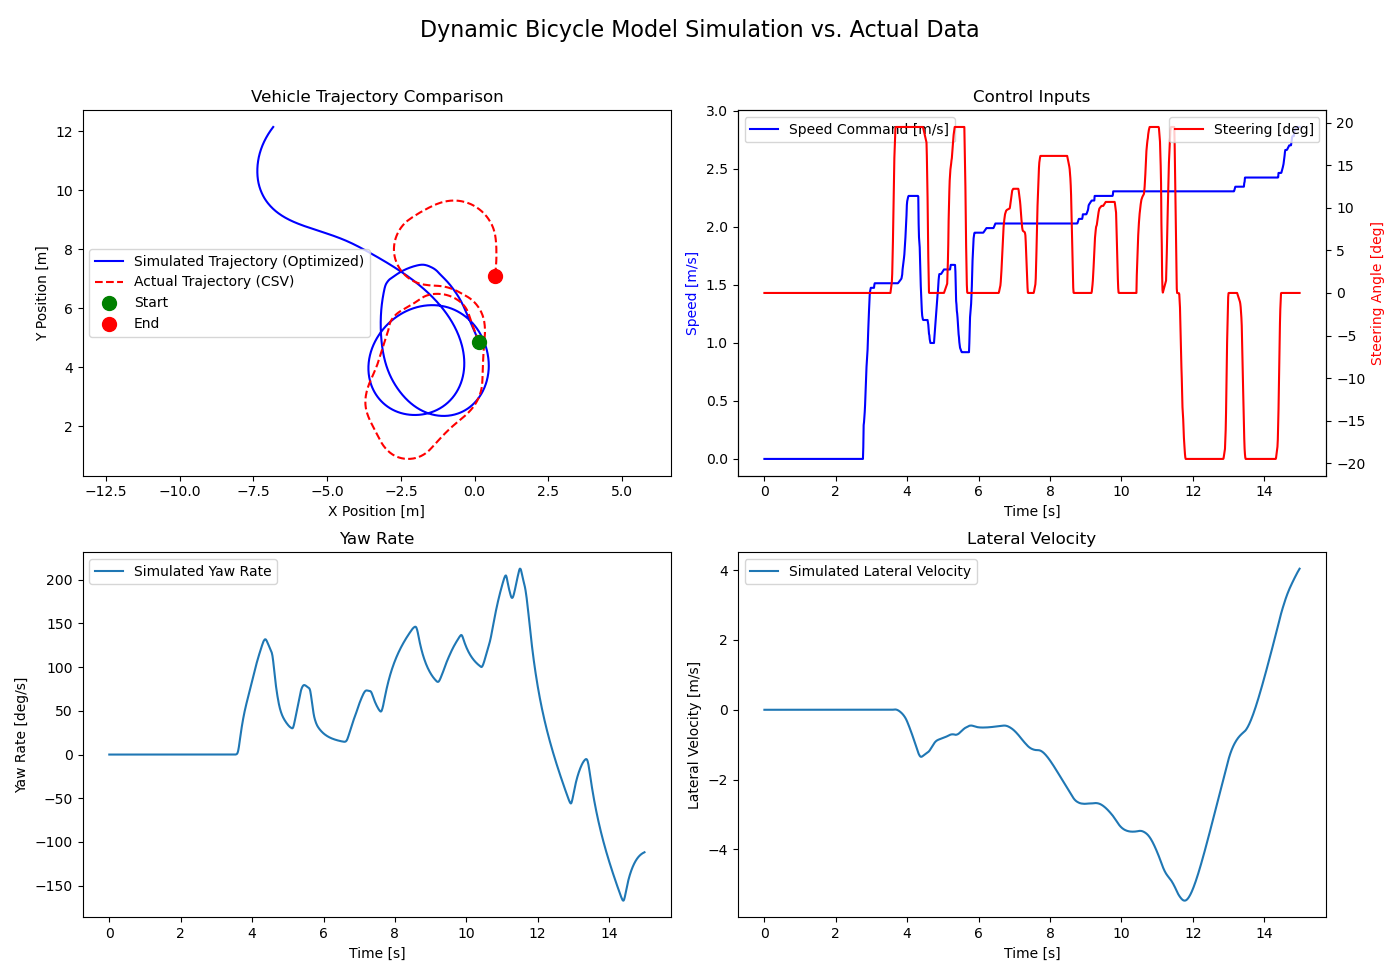 Dynamic Bicycle Model Simulation vs. Actual Data
Vehicle Trajectory Comparison
12
10
8
6
4
2
Y Position [m]
Simulated Trajectory (Optimized)
Actual Trajectory (CSV)
Start
End
−12.5 −10.0 −7.5 −5.0 −2.5 0.0 2.5 5.0
X Position [m]
Control Inputs
3.0
2.5
2.0
1.5
1.0
0.5
0.0
Speed [m/s]
Speed Command [m/s]
Steering [deg]
20
15
10
5
0
−5
−10
−15
−20
Steering Angle [deg]
0 2 4 6 8 10 12 14
Time [s]
Yaw Rate
200
150
100
50
0
−50
−100
−150
Yaw Rate [deg/s]
Simulated Yaw Rate
0 2 4 6 8 10 12 14
Time [s]
Lateral Velocity
4
2
0
−2
−4
Lateral Velocity [m/s]
Simulated Lateral Velocity
0 2 4 6 8 10 12 14
Time [s]